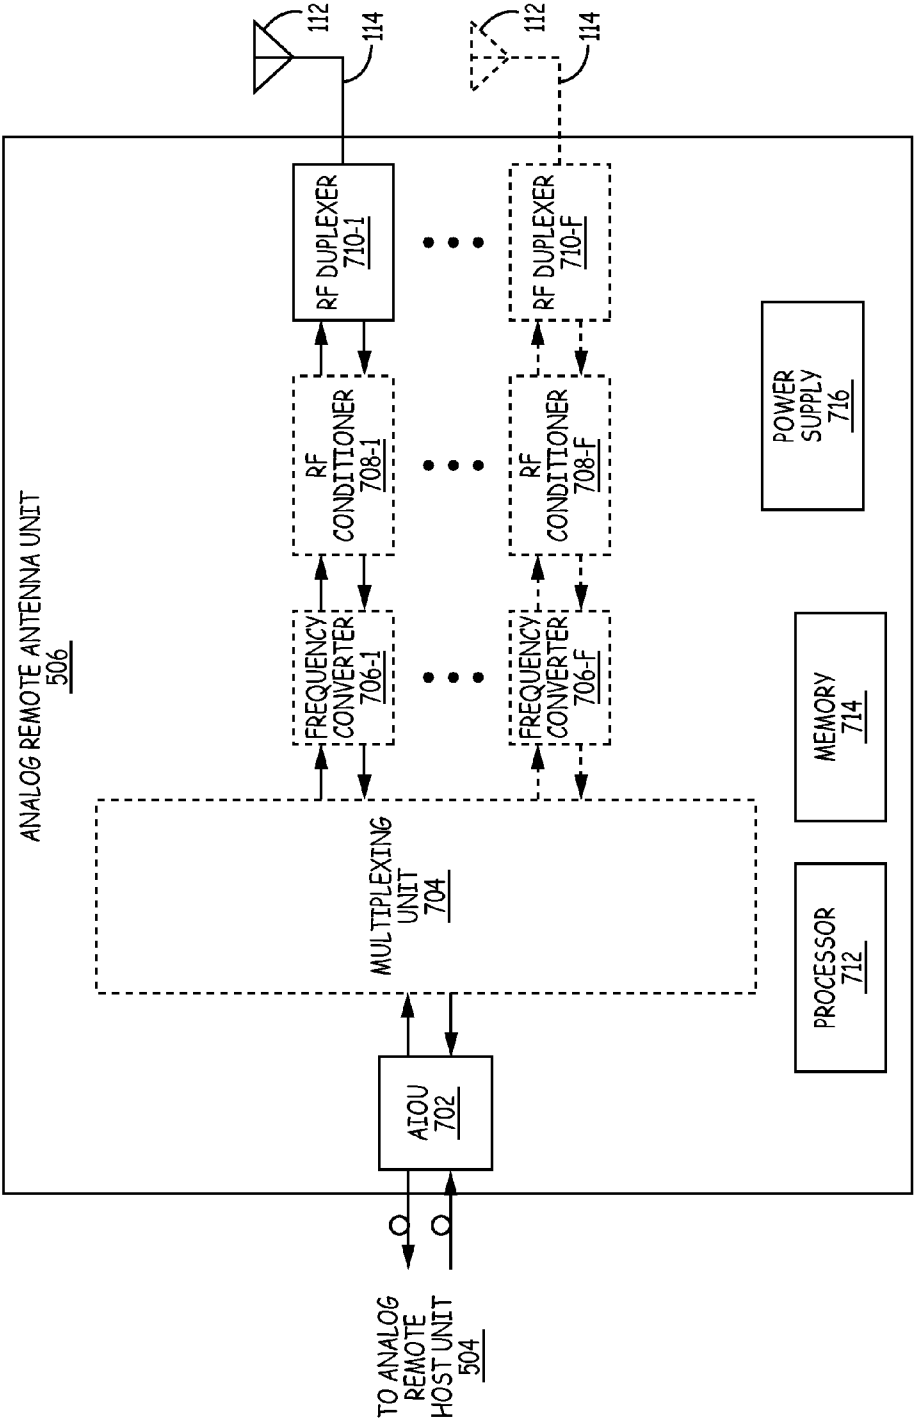 ANALOG REMOTE ANTENNA UNIT
506
TO ANALOG
REMOTE
HOST UNIT
504
AIOU
702
MULTIPLEXING
UNIT
704
FREQUENCY
CONVERTER
706-1
RF
CONDITIONER
708-1
RF DUPLEXER
710-1
112
114
FREQUENCY
CONVERTER
706-F
RF
CONDITIONER
708-F
RF DUPLEXER
710-F
112
114
PROCESSOR
712
MEMORY
714
POWER
SUPPLY
716